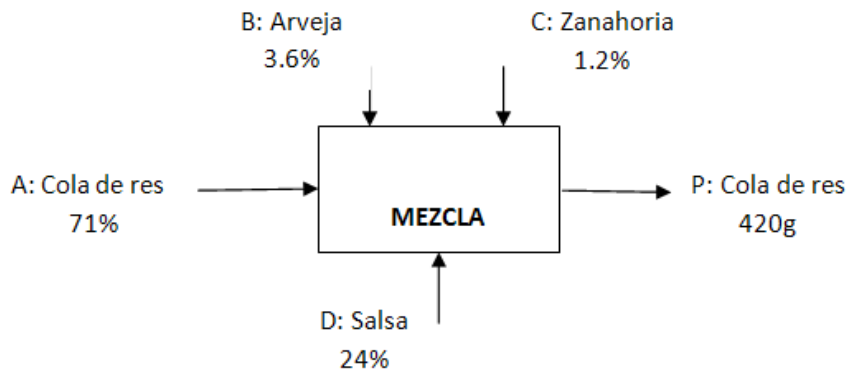 B: Arveja
3.6%
C: Zanahoria
1.2%
A: Cola de res
71%
MEZCLA
P: Cola de res
420g
D: Salsa
24%